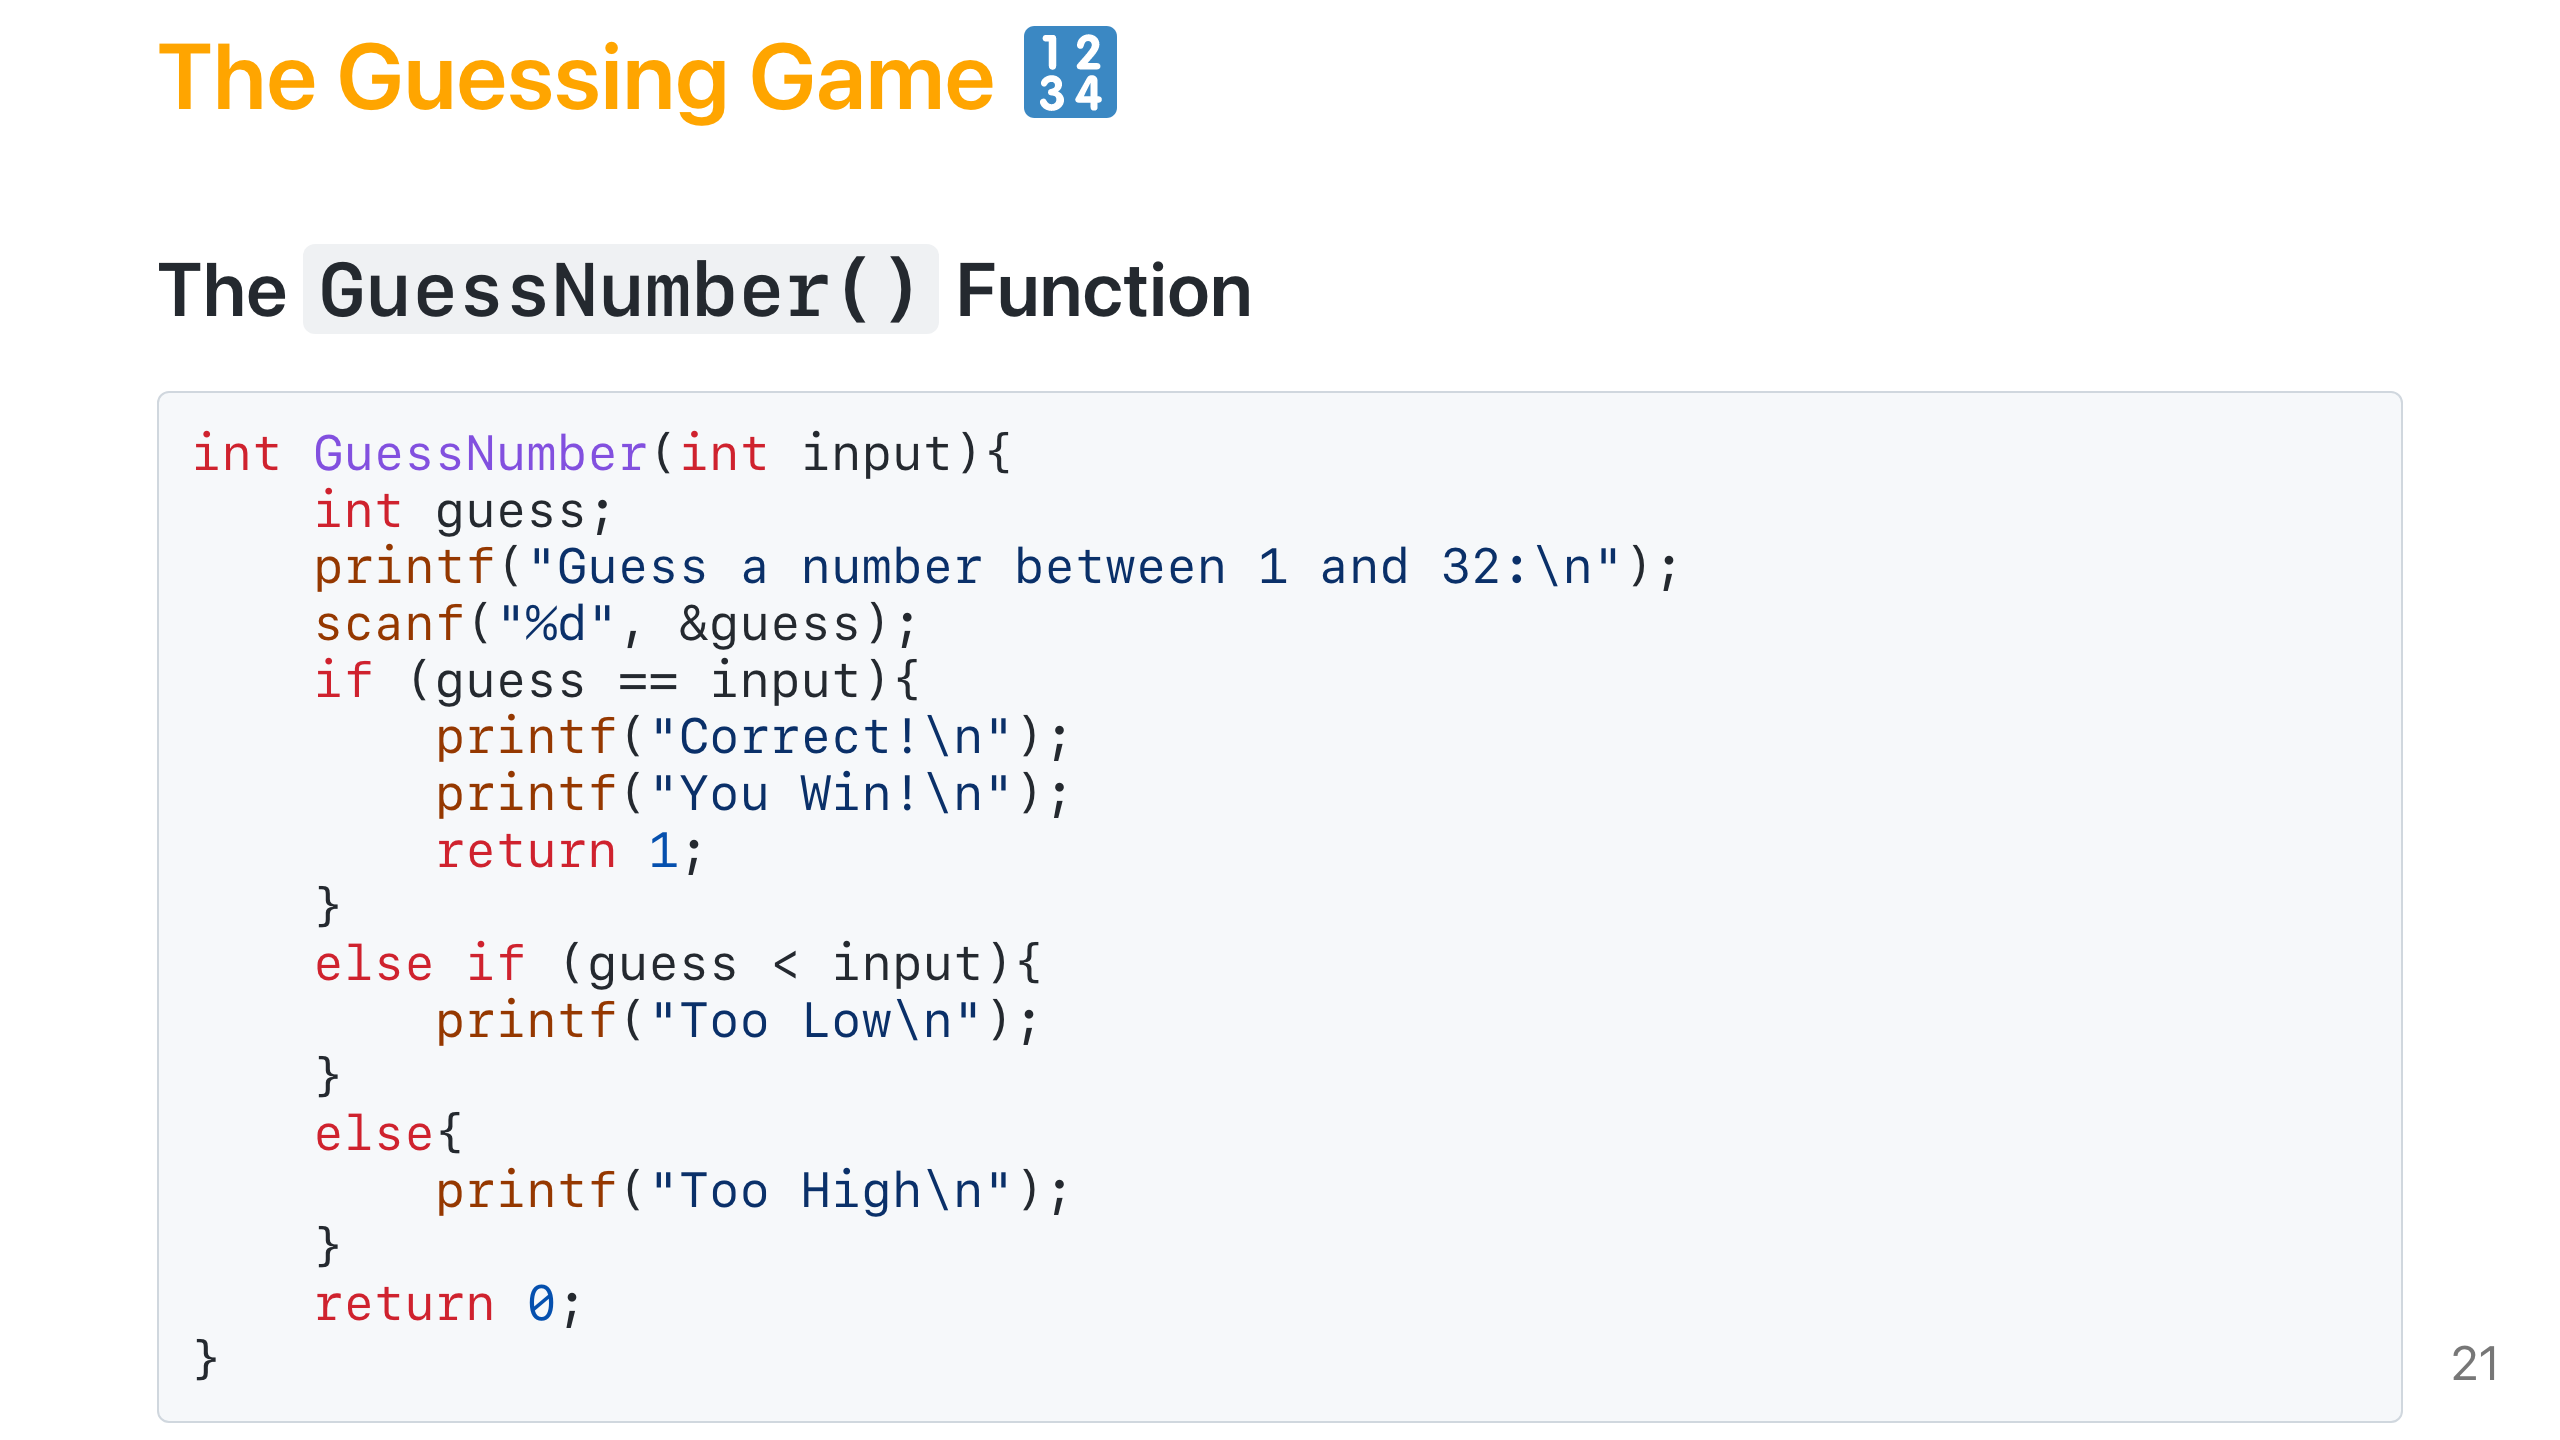 The Guessing Game 🔢
The GuessNumber() Function
int GuessNumber(int input){
    int guess;
    printf("Guess a number between 1 and 32:\n");
    scanf("%d", &guess);
    if (guess == input){
        printf("Correct!\n");
        printf("You Win!\n");
        return 1;
    }
    else if (guess < input){
        printf("Too Low\n");
    }
    else{
        printf("Too High\n");
    }
    return 0;
}
21